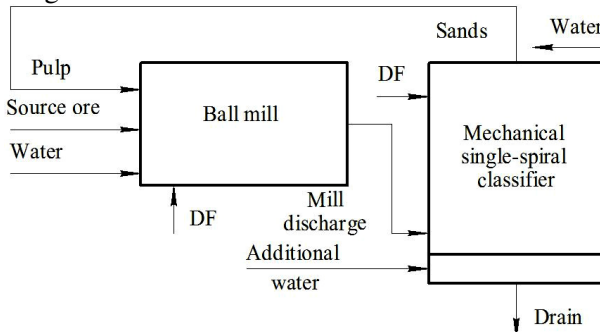 Sands
Water
Pulp
DF
Source ore
Ball mill
Mechanical
single-spiral
classifier
Water
Mill
discharge
DF
Additional
water
Drain